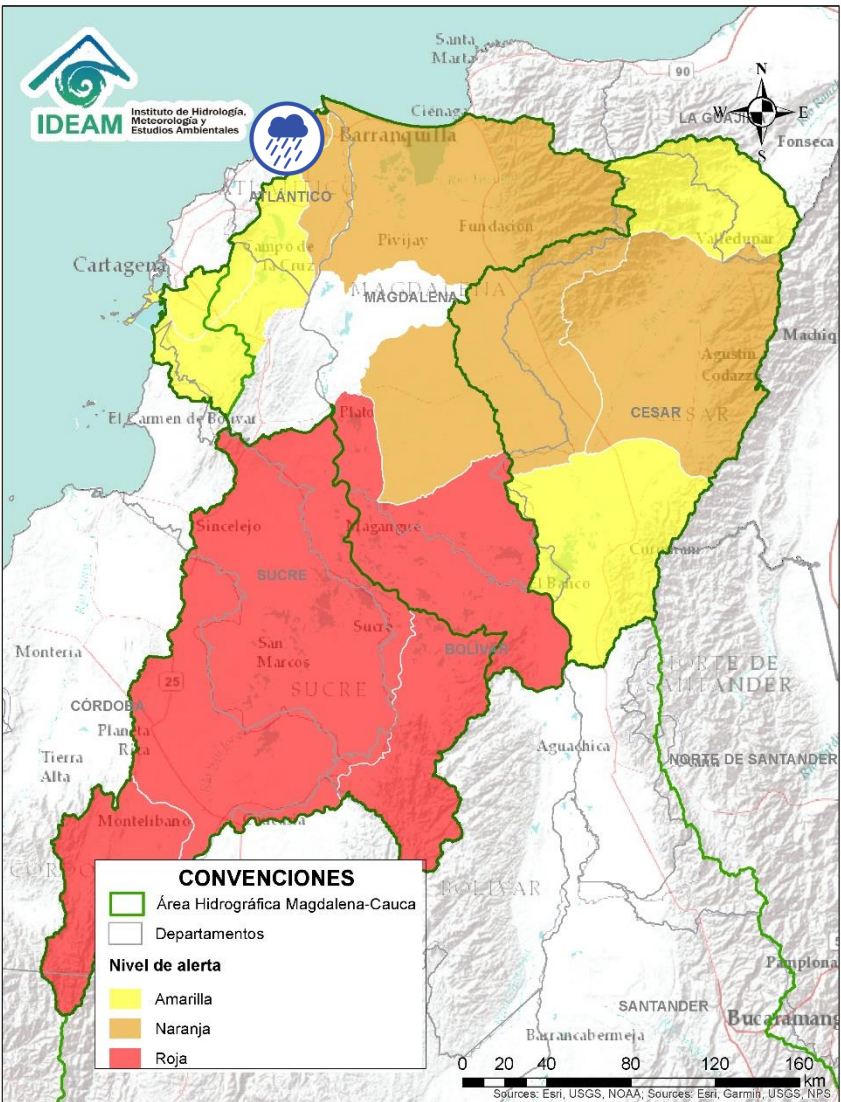 IDEAM
Instituto de Hidrología,
Meteorología y
Estudios Ambientales
Santa
Marta
90
N
W
E
S
Ciénaga
LA GUAJI
Fonseca
Barranquilla
ATLÁNTICO
Valledupar
Campo de
la Cruz
Pivijay
Fundación
Cartagena
MAGDALENA
Machiq
Agustín
Codazzi
El Carmen de Bolívar
Plato
CESAR
Sincelejo
Magangué
SUCRE
El Banco
Sucre
San
Marcos
BOLÍVAR
SUCRE
Montería
25
NORTE DE
SANTANDER
CÓRDOBA
Planeta
Rica
Tierra
Alta
Aguachica
NORTE DE SANTANDER
Montelíbano
Caucasia
BOLÍVAR
CONVENCIONES
Área Hidrográfica Magdalena-Cauca
Departamentos
Nivel de alerta
Amarilla
Naranja
Roja
Pamplona
SANTANDER
Bucaramang
Barrancabermeja
0 20 40 80 120 160
km
Sources: Esri, USGS, NOAA; Sources: Esri, Garmin, USGS, NPS